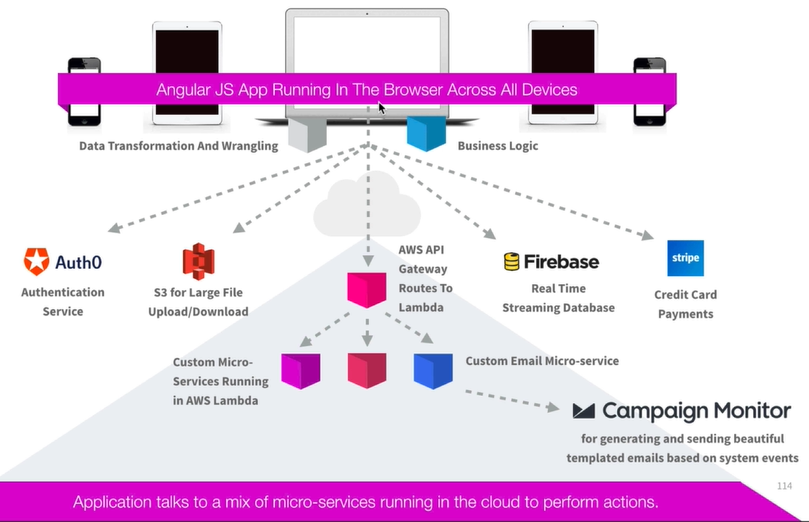 Angular JS App Running In The Browser Across All Devices
Data Transformation And Wrangling
Business Logic
Auth0
Authentication
Service
S3 for Large File
Upload/Download
AWS API
Gateway
Routes To
Lambda
Firebase
Real Time
Streaming Database
stripe
Credit Card
Payments
Custom Micro-
Services Running
in AWS Lambda
Custom Email Micro-service
Campaign Monitor
for generating and sending beautiful
templated emails based on system events
114
Application talks to a mix of micro-services running in the cloud to perform actions.